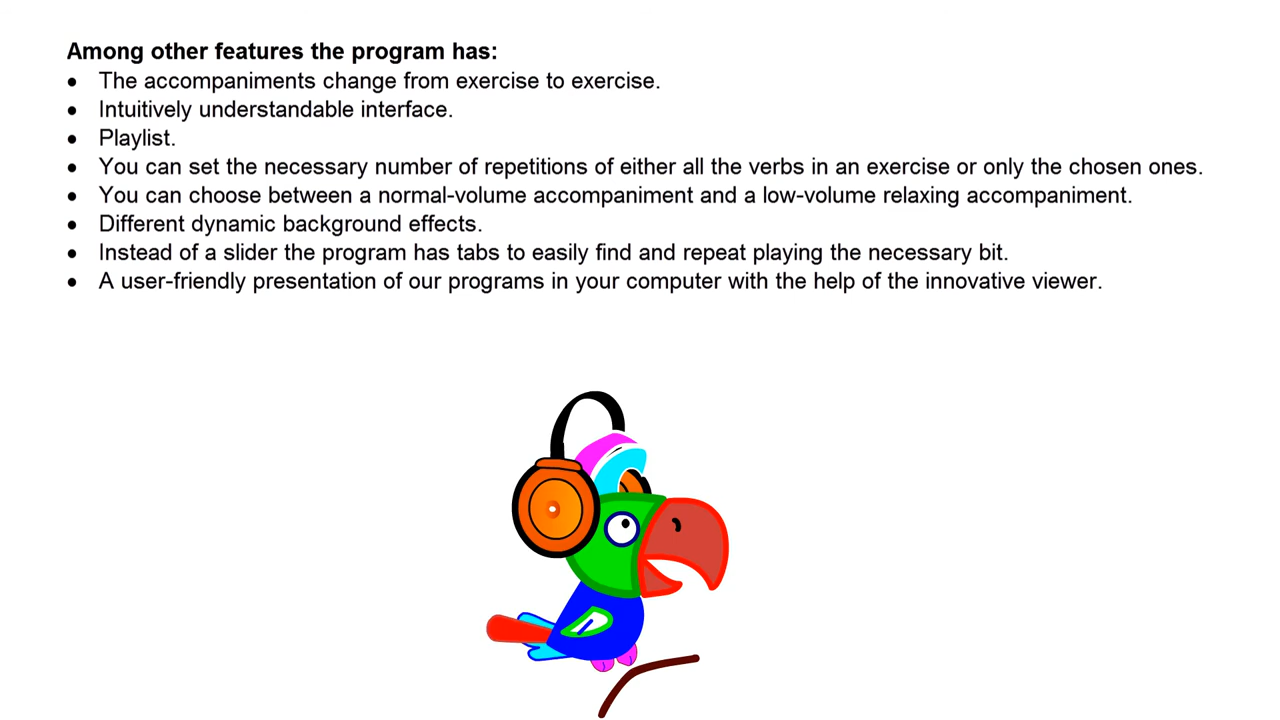 Among other features the program has:
• The accompaniments change from exercise to exercise.
• Intuitively understandable interface.
• Playlist.
• You can set the necessary number of repetitions of either all the verbs in an exercise or only the chosen ones.
• You can choose between a normal-volume accompaniment and a low-volume relaxing accompaniment.
• Different dynamic background effects.
• Instead of a slider the program has tabs to easily find and repeat playing the necessary bit.
• A user-friendly presentation of our programs in your computer with the help of the innovative viewer.